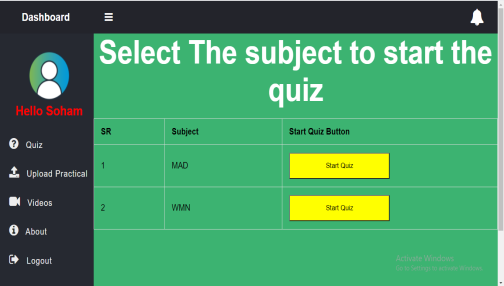 Dashboard
Select The subject to start the
quiz
Hello Soham
Quiz
Upload Practical
Videos
About
Logout
SR Subject Start Quiz Button
1 MAD Start Quiz
2 WMN Start Quiz
Activate Windows
Go to Settings to activate Windows.